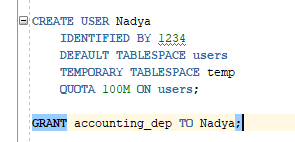 CREATE USER Nadya
IDENTIFIED BY 1234
DEFAULT TABLESPACE users
TEMPORARY TABLESPACE temp
QUOTA 100M ON users;
GRANT accounting_dep TO Nadya;